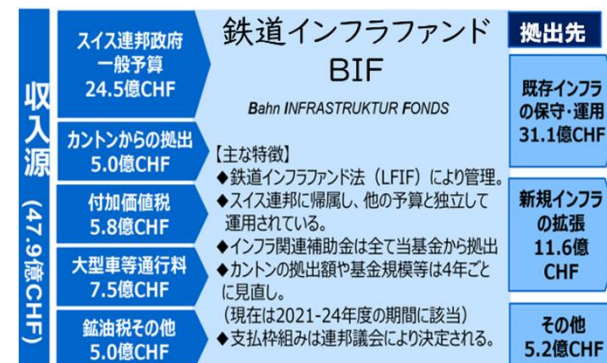 収入源（47.9億CHF）
スイス連邦政府
一般予算
24.5億CHF
カントンからの拠出
5.0億CHF
付加価値税
5.8億CHF
大型車等通行料
7.5億CHF
鉱油税その他
5.0億CHF
鉄道インフラファンド
BIF
Bahn INFRASTRUKTUR FONDS
【主な特徴】
◆鉄道インフラファンド法（LFIF）により管理。
◆スイス連邦に帰属し、他の予算と独立して
運用されている。
◆インフラ関連補助金は全て当基金から拠出
◆カントンの拠出額や基金規模等は4年ごと
に見直し。
（現在は2021-24年度の期間に該当）
◆支払枠組みは連邦議会により決定される。
拠出先
既存インフラ
の保守・運用
31.1億CHF
新規インフラ
の拡張
11.6億
CHF
その他
5.2億CHF